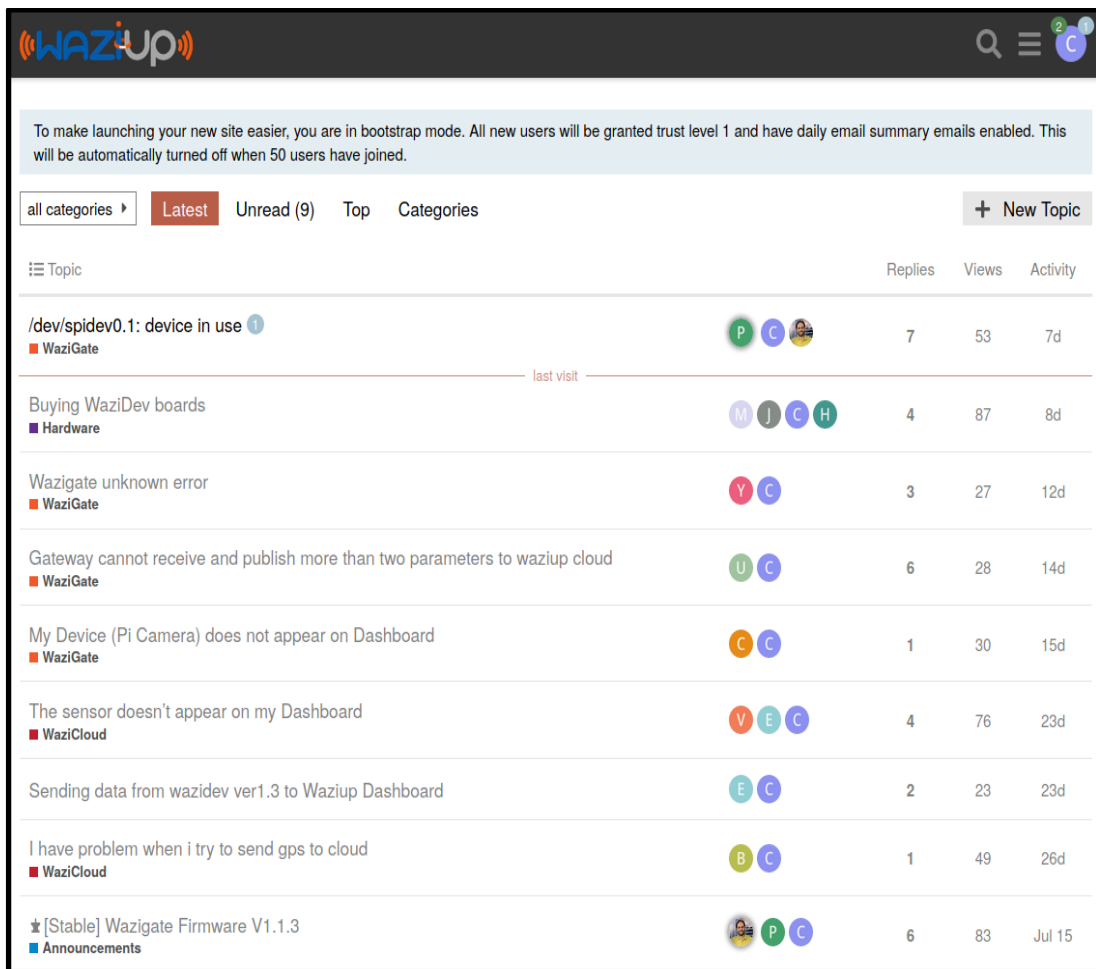 WAZIUP
2 1
C
To make launching your new site easier, you are in bootstrap mode. All new users will be granted trust level 1 and have daily email summary emails enabled. This
will be automatically turned off when 50 users have joined.
all categories Latest Unread (9) Top Categories + New Topic
Topic Replies Views Activity
/dev/spidev0.1: device in use 1 P C 7 53 7d
WaziGate
last visit
Buying WaziDev boards M J C H 4 87 8d
Hardware
Wazigate unknown error Y C 3 27 12d
WaziGate
Gateway cannot receive and publish more than two parameters to waziup cloud U C 6 28 14d
WaziGate
My Device (Pi Camera) does not appear on Dashboard C C 1 30 15d
WaziGate
The sensor doesn't appear on my Dashboard V E C 4 76 23d
WaziCloud
Sending data from wazidev ver1.3 to Waziup Dashboard E C 2 23 23d
I have problem when i try to send gps to cloud B C 1 49 26d
WaziCloud
[Stable] Wazigate Firmware V1.1.3 P C 6 83 Jul 15
Announcements